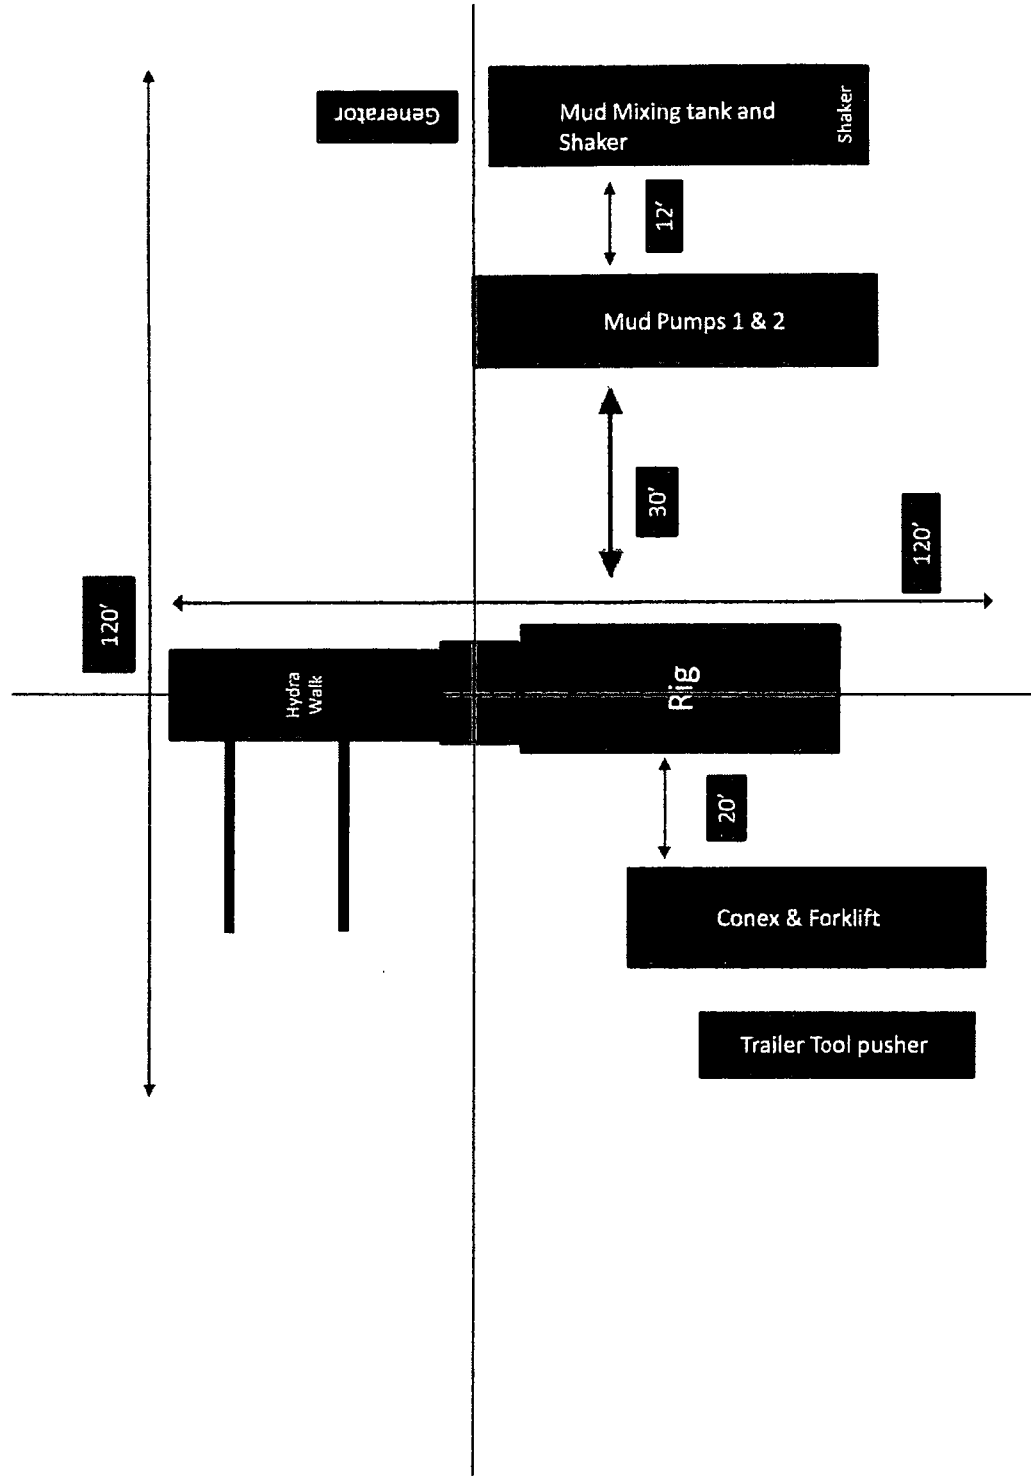 Generator
Mud Mixing tank and
Shaker
Shaker
12'
Mud Pumps 1 & 2
30'
120'
120'
Hydra
Walk
Rig
20'
Conex & Forklift
Trailer Tool pusher